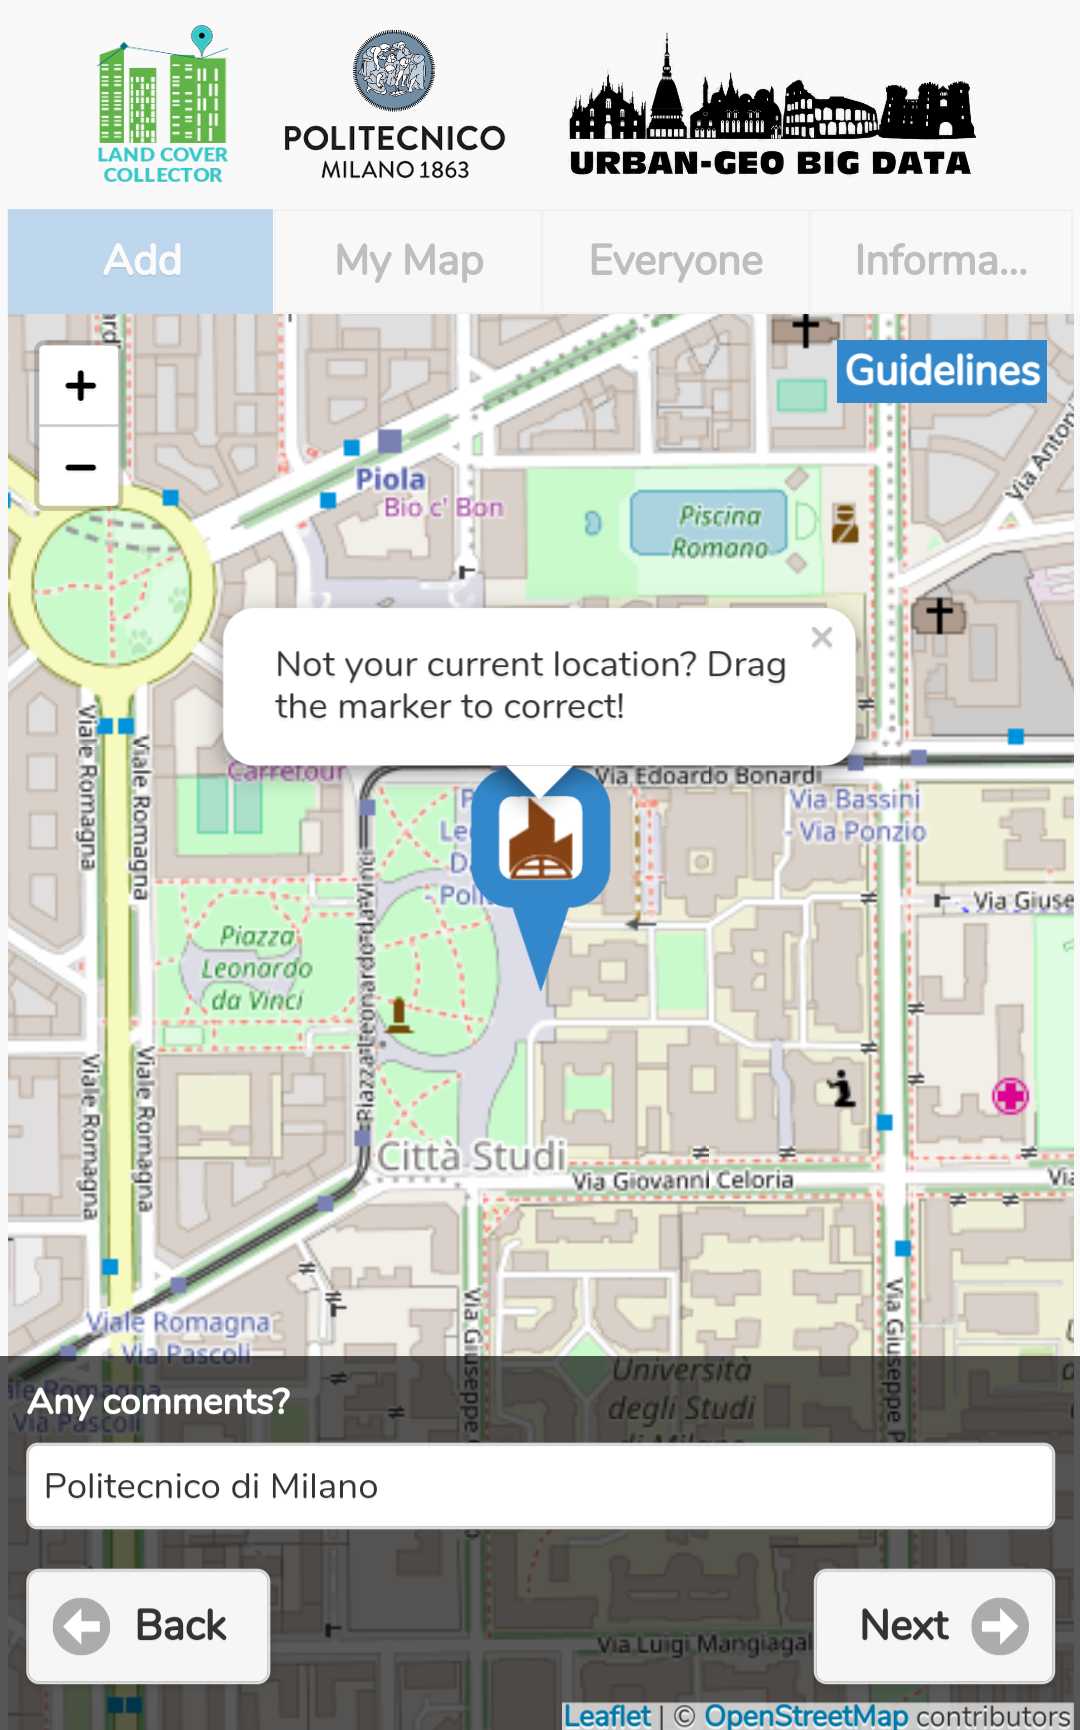 LAND COVER
COLLECTOR
POLITECNICO
MILANO 1863
URBAN-GEO BIG DATA
Add
My Map
Everyone
Informa...
+
−
Guidelines
Piola
Bio c' Bon
Piscina
Romano
Via Antoni
Not your current location? Drag
the marker to correct!
×
Viale Romagna
Viale Romagna
Carrefour
Via Edoardo Bonardi
Via Bassini
- Via Ponzio
Via Giuse
Piazza
Leonardo
da Vinci
Piazza Leonardo da Vinci
Viale Romagna
Viale Romagna
Città Studi
Via Giovanni Celoria
Via Giuseppe
Via Giuseppe P
Viale Romagna
Via Pascoli
Università
degli Studi
di Milano
Via Pascoli
Any comments?
Politecnico di Milano
Back
Next
Via Luigi Mangiagal
Leaflet | © OpenStreetMap contributors